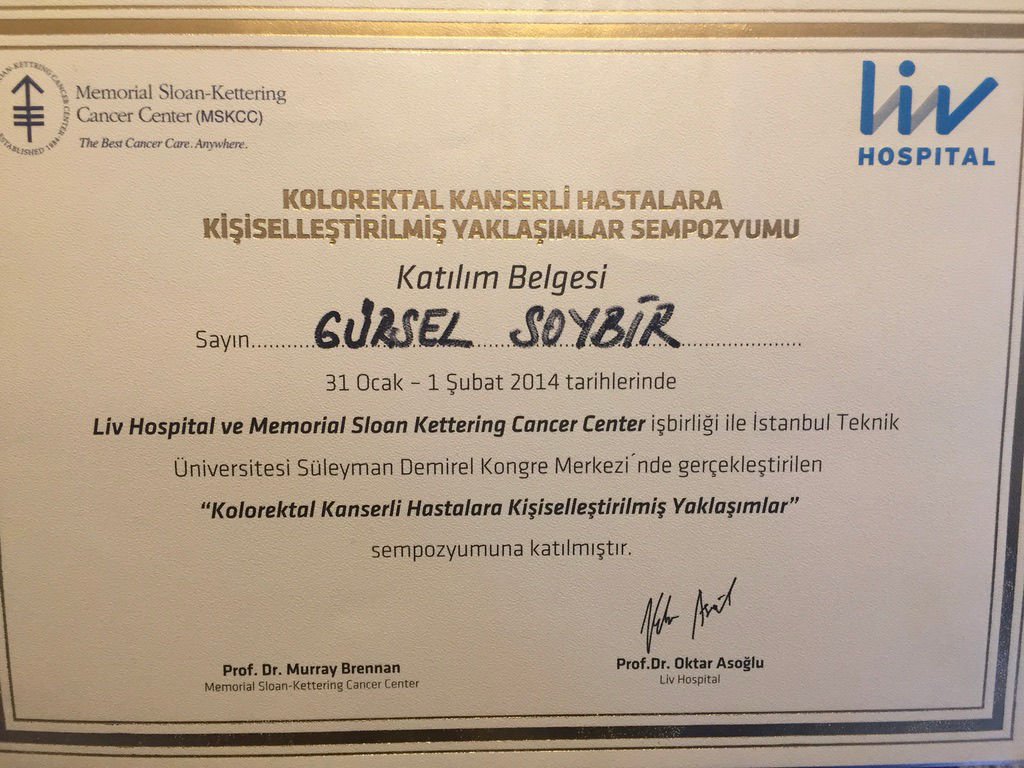 Memorial Sloan-Kettering
Cancer Center (MSKCC)
The Best Cancer Care. Anywhere.
Liv
HOSPITAL
KOLOREKTAL KANSERLİ HASTALARA
KİŞİSELLEŞTİRİLMİŞ YAKLAŞIMLAR SEMPOZYUMU
Katılım Belgesi
Sayın..........GÜRSEL SOYBİR..........
31 Ocak – 1 Şubat 2014 tarihlerinde
Liv Hospital ve Memorial Sloan Kettering Cancer Center işbirliği ile İstanbul Teknik
Üniversitesi Süleyman Demirel Kongre Merkezi´nde gerçekleştirilen
“Kolorektal Kanserli Hastalara Kişiselleştirilmiş Yaklaşımlar”
sempozyumuna katılmıştır.
Prof. Dr. Murray Brennan
Memorial Sloan-Kettering Cancer Center
Prof.Dr. Oktar Asoğlu
Liv Hospital